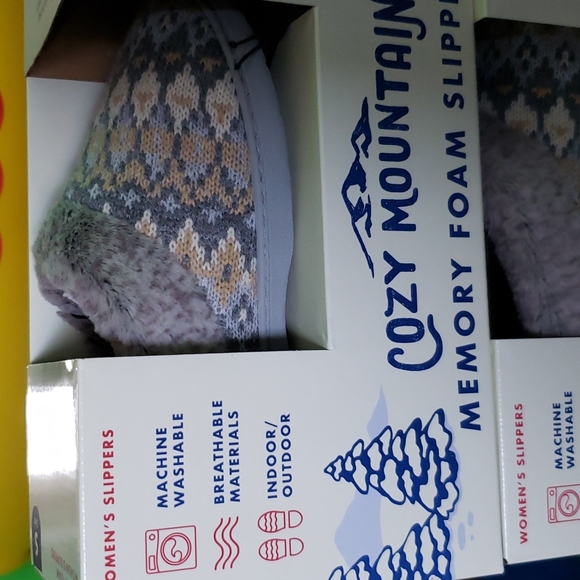 COZY MOUNTAIN
MEMORY FOAM SLIPP
WOMEN'S SLIPPERS
MACHINE
WASHABLE
BREATHABLE
MATERIALS
INDOOR/
OUTDOOR
S
WOMEN'S SLIPPERS
MACHINE
WASHABLE